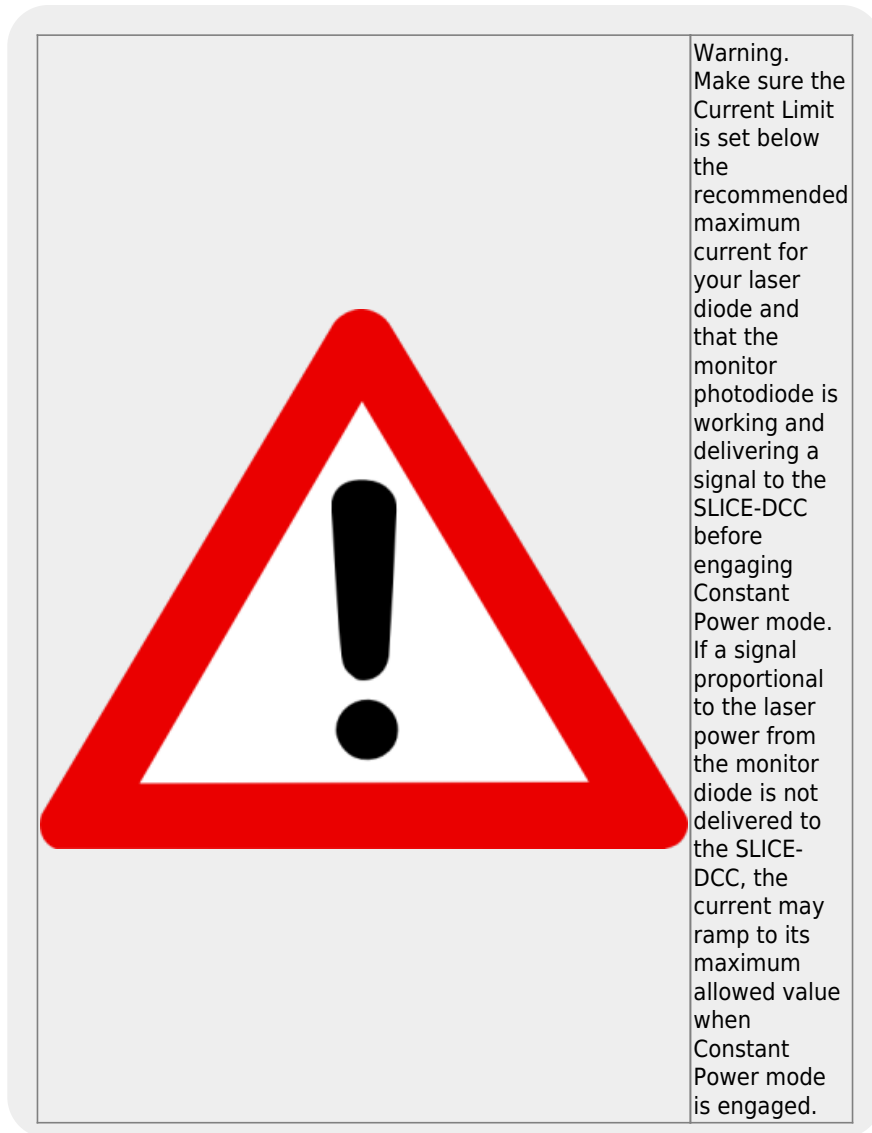 Warning.
Make sure the
Current Limit
is set below
the
recommended
maximum
current for
your laser
diode and
that the
monitor
photodiode is
working and
delivering a
signal to the
SLICE-DCC
before
engaging
Constant
Power mode.
If a signal
proportional
to the laser
power from
the monitor
diode is not
delivered to
the SLICE-
DCC, the
current may
ramp to its
maximum
allowed value
when
Constant
Power mode
is engaged.